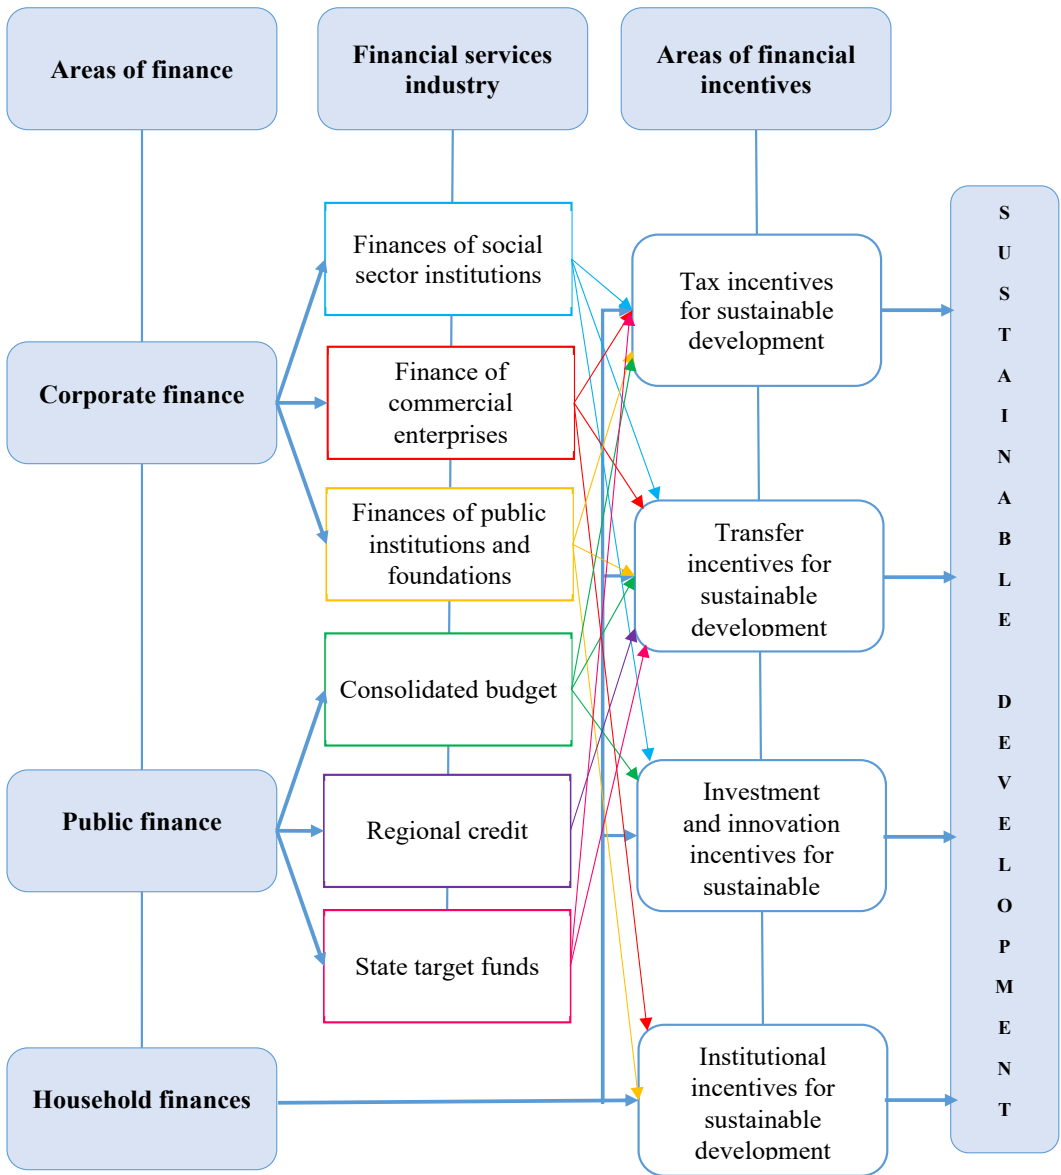 Areas of finance
Financial services
industry
Areas of financial
incentives
Corporate finance
Public finance
Household finances
Finances of social
sector institutions
Finance of
commercial
enterprises
Finances of public
institutions and
foundations
Consolidated budget
Regional credit
State target funds
Tax incentives
for sustainable
development
Transfer
incentives for
sustainable
development
Investment
and innovation
incentives for
sustainable
Institutional
incentives for
sustainable
development
SUSTAINABLE DEVELOPMENT